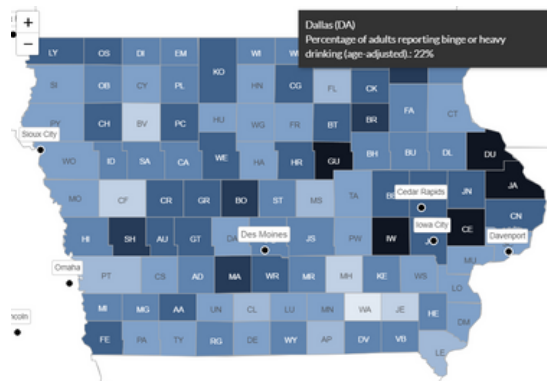 +
−
Dallas (DA)
Percentage of adults reporting binge or heavy
drinking (age-adjusted).: 22%
LY OS DI EM KO WI
SI OB CY PL HN CG FL CK FA CT
PY CH BV PC HU WG FR BT BR
Sioux City
WO ID SA CA WE HA HR GU BH BU DL DU
MO CF CR GR BO ST MS TA JN JA
Cedar Rapids
HI SH AU GT DA JS PW IW CE CN
Des Moines
Iowa City
Davenport
Omaha
PT CS AD MA WR MR MH KE WS MU
LO
MI MG AA UN CL LU MN WA JE HE DM
FE PA TY RG DE WY AP DV VB
LE